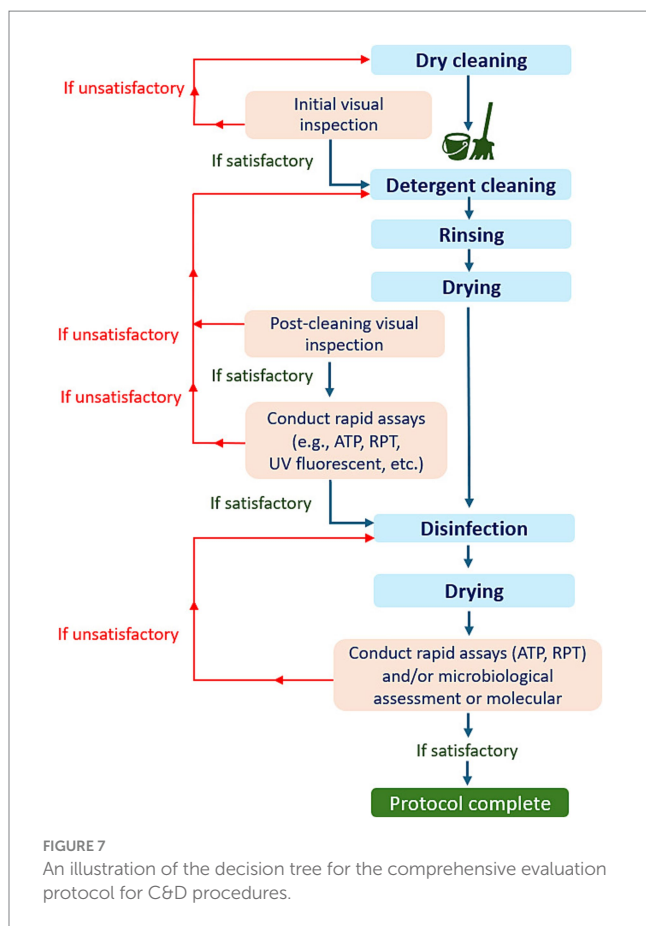 Dry cleaning
If unsatisfactory
Initial visual
inspection
If satisfactory
Detergent cleaning
Rinsing
Drying
Post-cleaning visual
inspection
If unsatisfactory
If satisfactory
If unsatisfactory
Conduct rapid assays
(e.g., ATP, RPT,
UV fluorescent, etc.)
If satisfactory
Disinfection
Drying
If unsatisfactory
Conduct rapid assays (ATP, RPT)
and/or microbiological
assessment or molecular
If satisfactory
Protocol complete
FIGURE 7
An illustration of the decision tree for the comprehensive evaluation
protocol for C&D procedures.